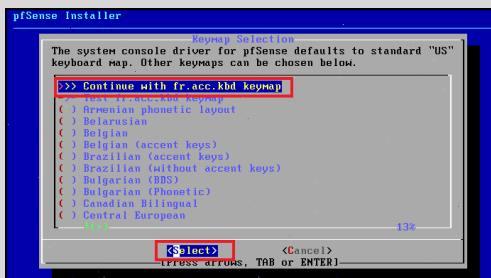 pfSense Installer
Keymap Selection
The system console driver for pfSense defaults to standard "US"
keyboard map. Other keymaps can be chosen below.
>>> Continue with fr.acc.kbd keymap
->- Test fr.acc.kbd keymap
( ) Armenian phonetic layout
( ) Belarusian
( ) Belgian
( ) Belgian (accent keys)
( ) Brazilian (accent keys)
( ) Brazilian (without accent keys)
( ) Bulgarian (BDS)
( ) Bulgarian (Phonetic)
( ) Canadian Bilingual
( ) Central European
13%
<Select> <Cancel>
[Press arrows, TAB or ENTER]